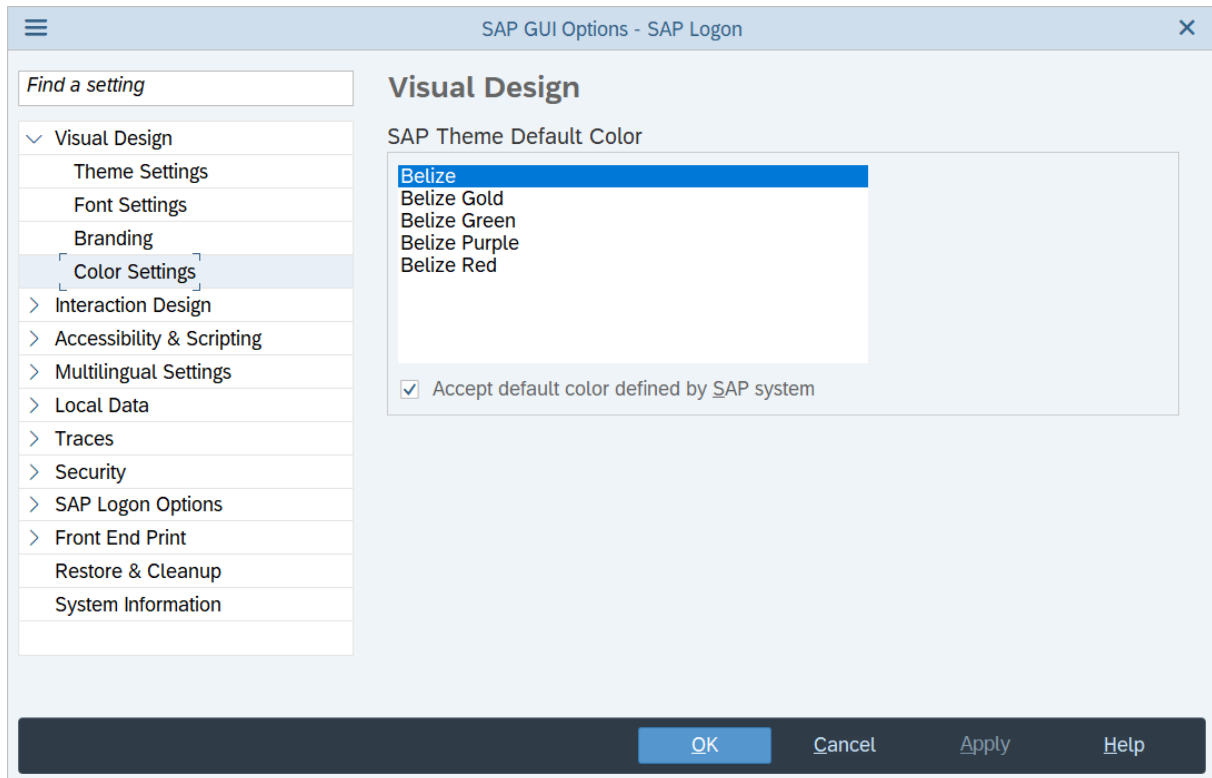 SAP GUI Options - SAP Logon
Find a setting
Visual Design
Theme Settings
Font Settings
Branding
Color Settings
Interaction Design
Accessibility & Scripting
Multilingual Settings
Local Data
Traces
Security
SAP Logon Options
Front End Print
Restore & Cleanup
System Information
Visual Design
SAP Theme Default Color
Belize
Belize Gold
Belize Green
Belize Purple
Belize Red
Accept default color defined by SAP system
OK Cancel Apply Help